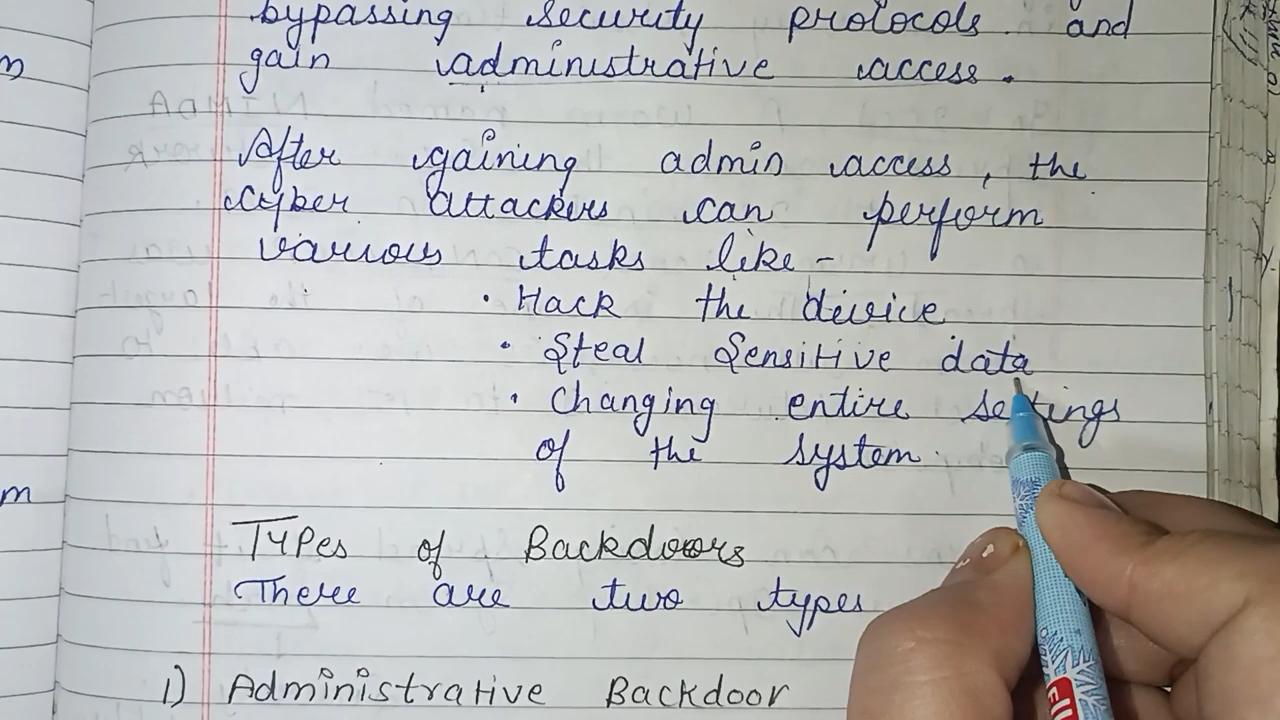 bypassing security protocols and
gain administrative access.
After gaining admin access, the
cyber attackers can perform
various tasks like -
• Hack the device
• Steal Sensitive data
• Changing entire settings
of the system.
Types of Backdoors
There are two types
1) Administrative Backdoor